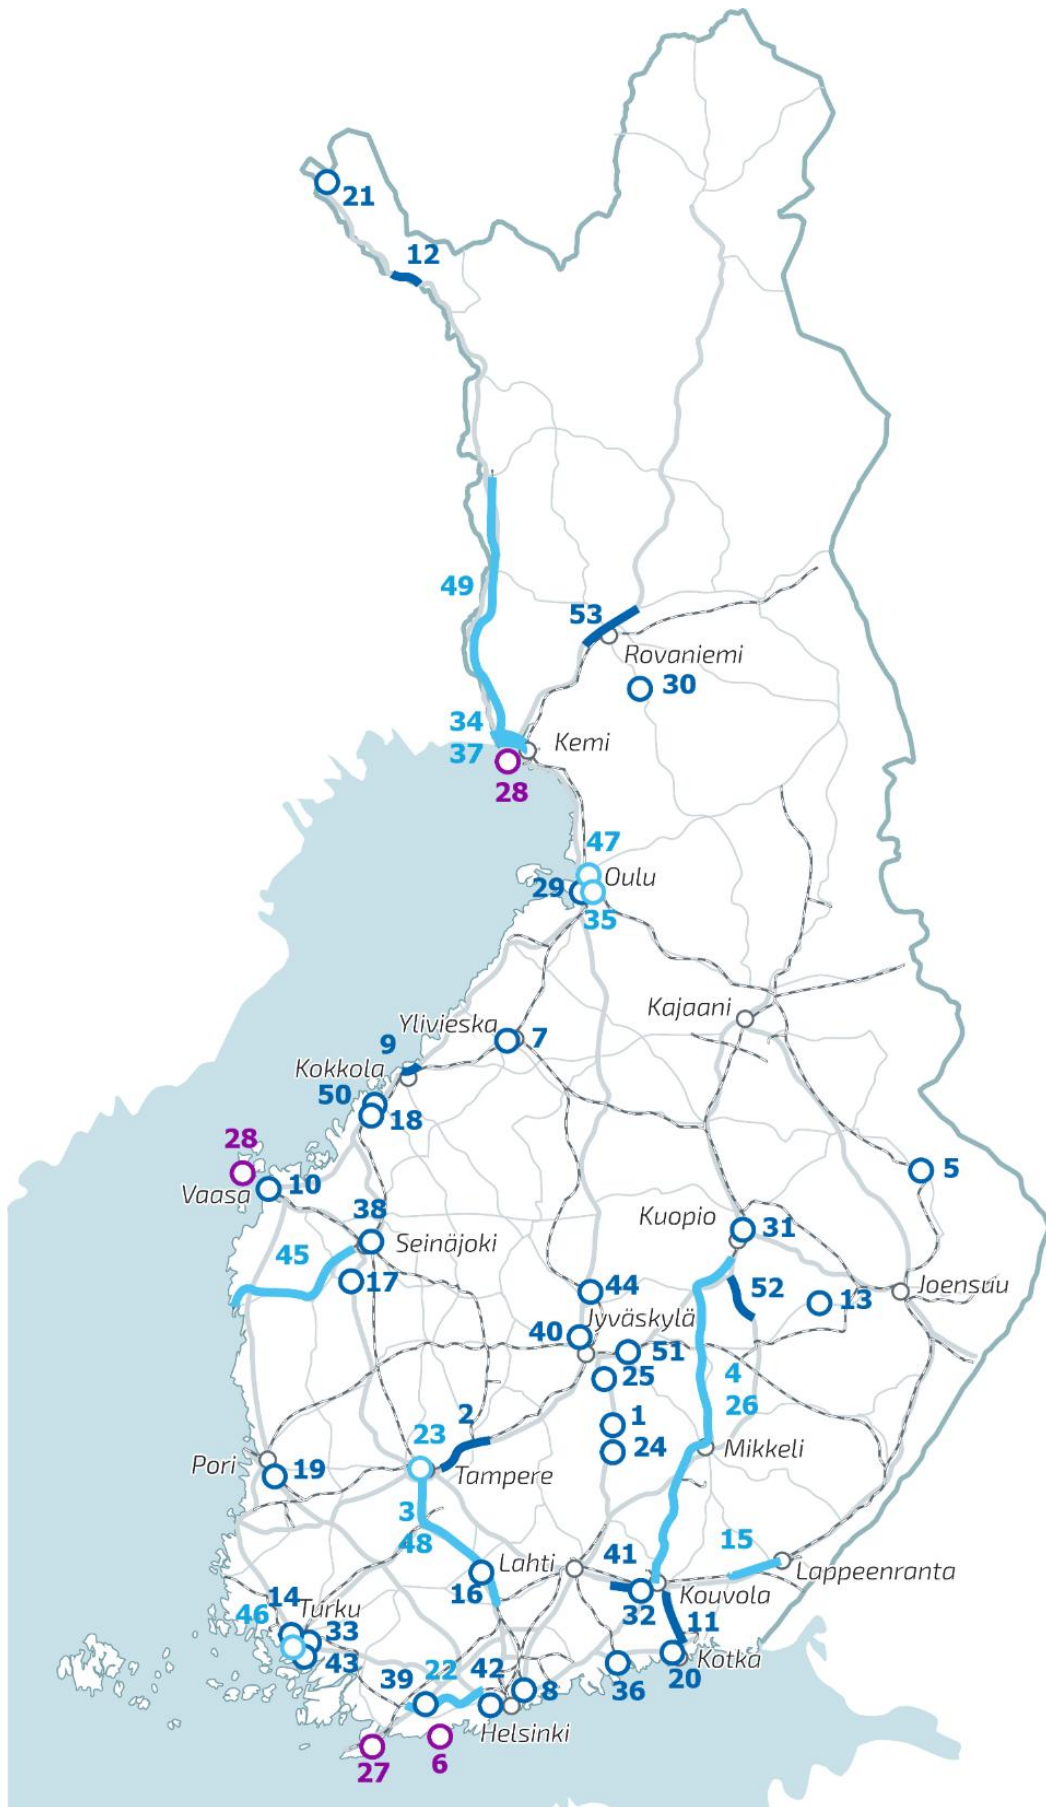 21
12
49
53
Rovaniemi
30
34
37
Kemi
28
47
Oulu
29
35
Kajaani
Ylivieska
7
9
Kokkola
50
18
28
5
Vaasa
10
38
Kuopio
31
Seinäjoki
45
17
44
52
13
Joensuu
Jyväskylä
40
51
25
4
26
1
2
23
24
Mikkeli
Pori
19
Tampere
3
48
15
Lahti
41
Lappeenranta
16
32
Kouvola
14
Turku
46
33
11
43
Kotka
20
39
22
42
8
36
Helsinki
27
6